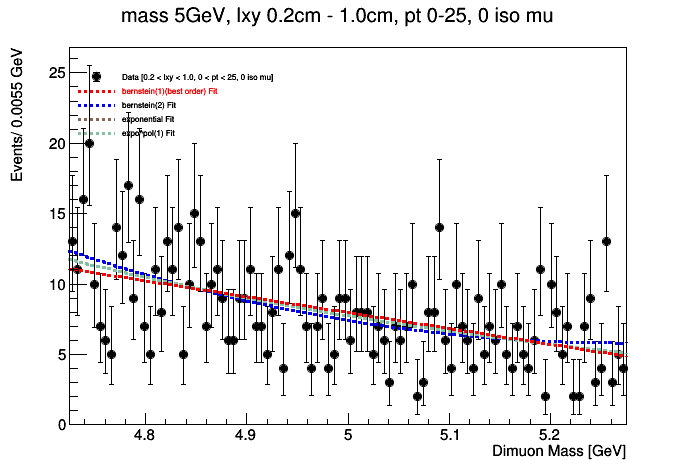 mass 5GeV, lxy 0.2cm - 1.0cm, pt 0-25, 0 iso mu
Events/ 0.0055 GeV
25
20
15
10
5
0
Data [0.2 < lxy < 1.0, 0 < pt < 25, 0 iso mu]
bernstein(1)(best order) Fit
bernstein(2) Fit
exponential Fit
expo*pol(1) Fit
4.8
4.9
5
5.1
5.2
Dimuon Mass [GeV]